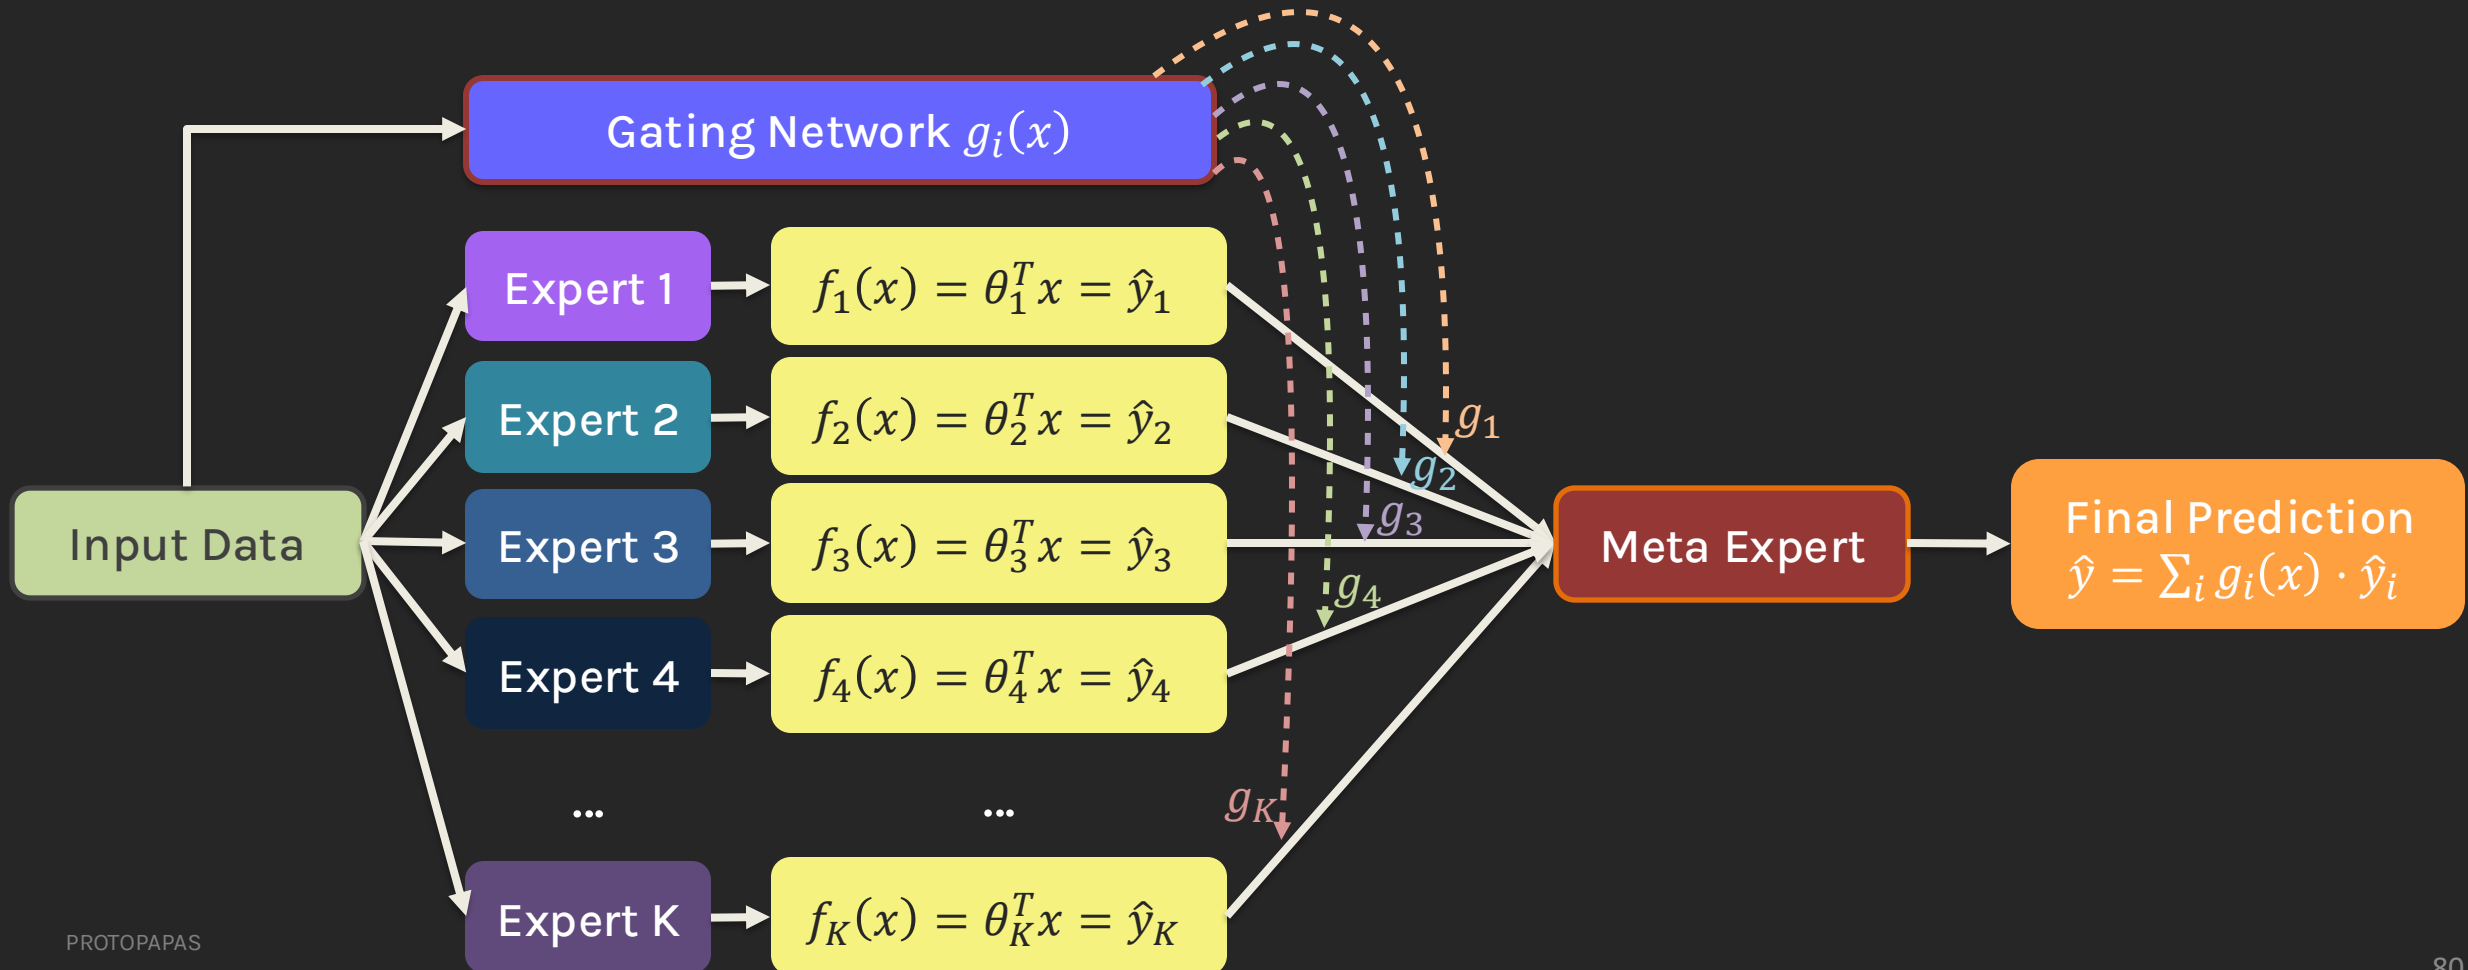 Gating Network gᵢ(x)
Expert 1
f₁(x) = θ₁ᵀx = ŷ₁
Expert 2
f₂(x) = θ₂ᵀx = ŷ₂
g₁
g₂
Input Data
Expert 3
f₃(x) = θ₃ᵀx = ŷ₃
g₃
Meta Expert
Final Prediction
ŷ = ∑ᵢ gᵢ(x) · ŷᵢ
g₄
Expert 4
f₄(x) = θ₄ᵀx = ŷ₄
...
...
g_K
Expert K
f_K(x) = θ_Kᵀx = ŷ_K
PROTOPAPAS
80